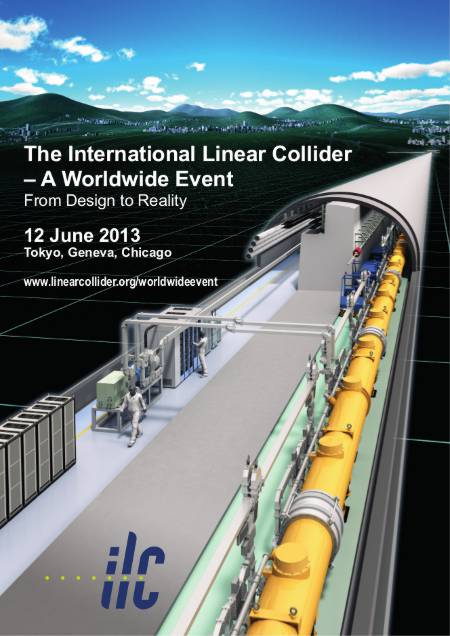 The International Linear Collider
– A Worldwide Event
From Design to Reality
12 June 2013
Tokyo, Geneva, Chicago
www.linearcollider.org/worldwideevent
ilc